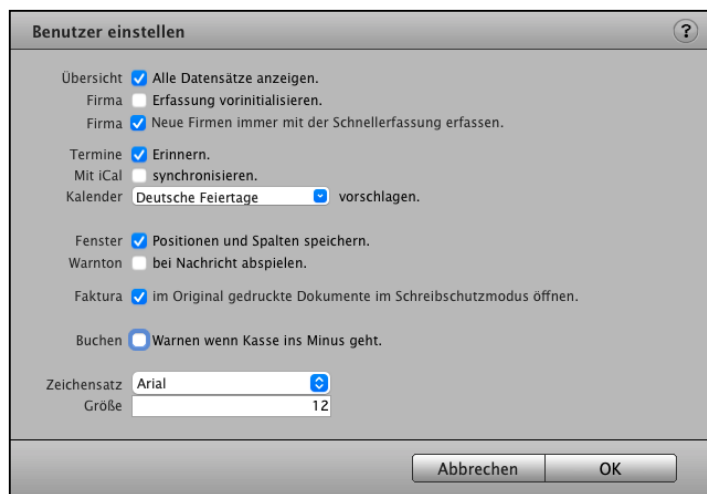 Benutzer einstellen ?
Übersicht Alle Datensätze anzeigen.
Firma Erfassung vorinitialisieren.
Firma Neue Firmen immer mit der Schnellerfassung erfassen.
Termine Erinnern.
Mit iCal synchronisieren.
Kalender Deutsche Feiertage vorschlagen.
Fenster Positionen und Spalten speichern.
Warnton bei Nachricht abspielen.
Faktura im Original gedruckte Dokumente im Schreibschutzmodus öffnen.
Buchen Warnen wenn Kasse ins Minus geht.
Zeichensatz Arial
Größe 12
Abbrechen OK